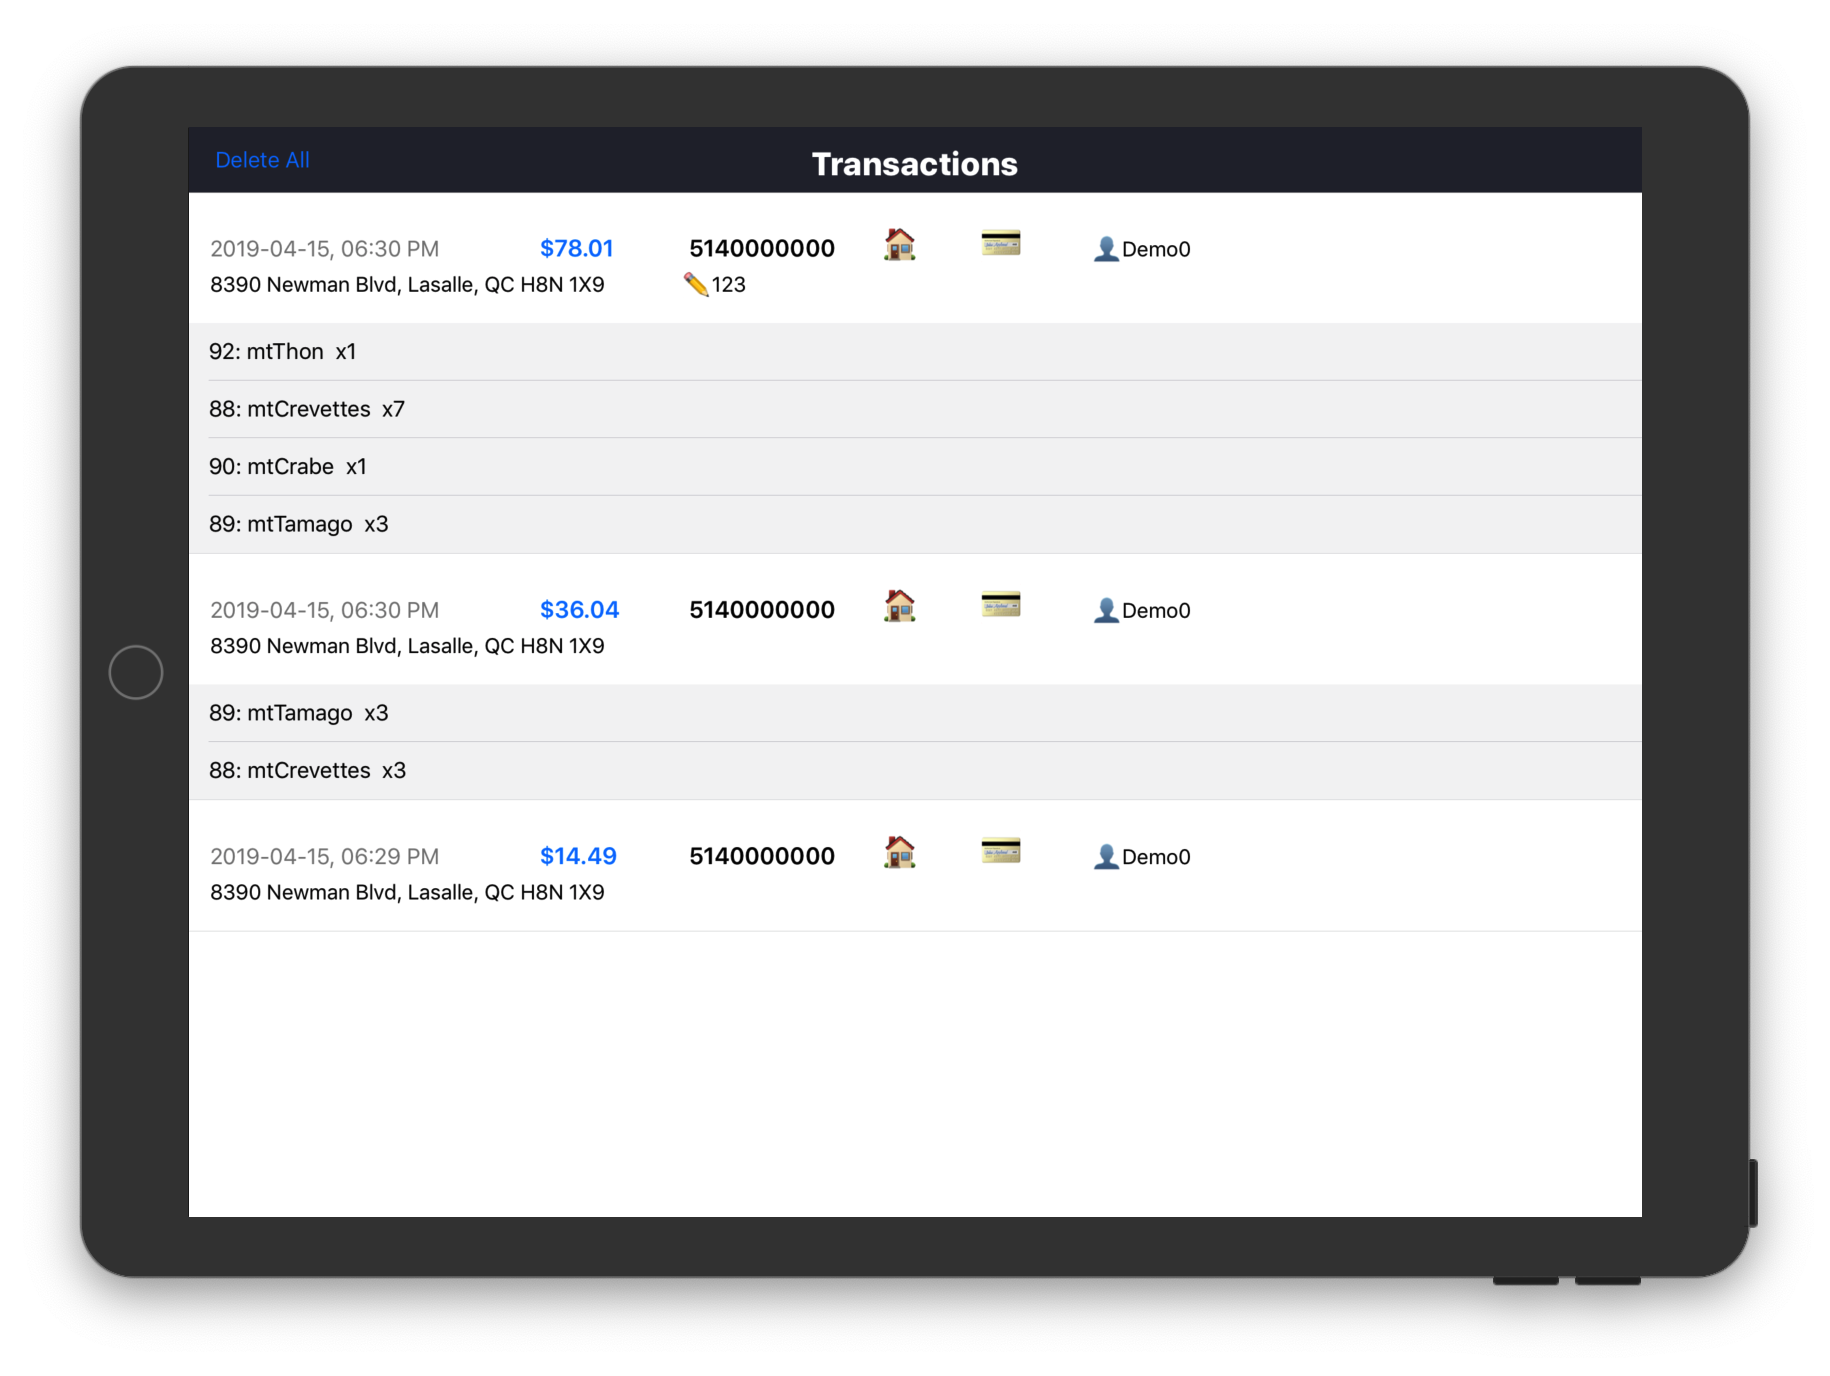 Delete All Transactions
2019-04-15, 06:30 PM $78.01 5140000000 Demo0
8390 Newman Blvd, Lasalle, QC H8N 1X9 123
92: mtThon x1
88: mtCrevettes x7
90: mtCrabe x1
89: mtTamago x3
2019-04-15, 06:30 PM $36.04 5140000000 Demo0
8390 Newman Blvd, Lasalle, QC H8N 1X9
89: mtTamago x3
88: mtCrevettes x3
2019-04-15, 06:29 PM $14.49 5140000000 Demo0
8390 Newman Blvd, Lasalle, QC H8N 1X9